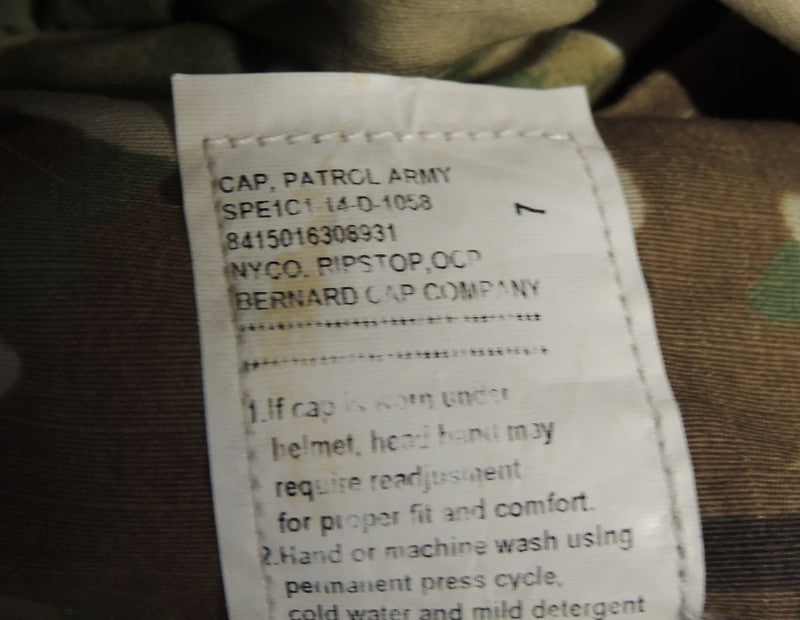 CAP, PATROL ARMY
7
SPE1C1-14-D-1058
8415016308931
NYCO, RIPSTOP,OCP
BERNARD CAP COMPANY
1.If cap is worn under
helmet, head band may
require readjustment
for proper fit and comfort.
2.Hand or machine wash using
permanent press cycle,
cold water and mild detergent